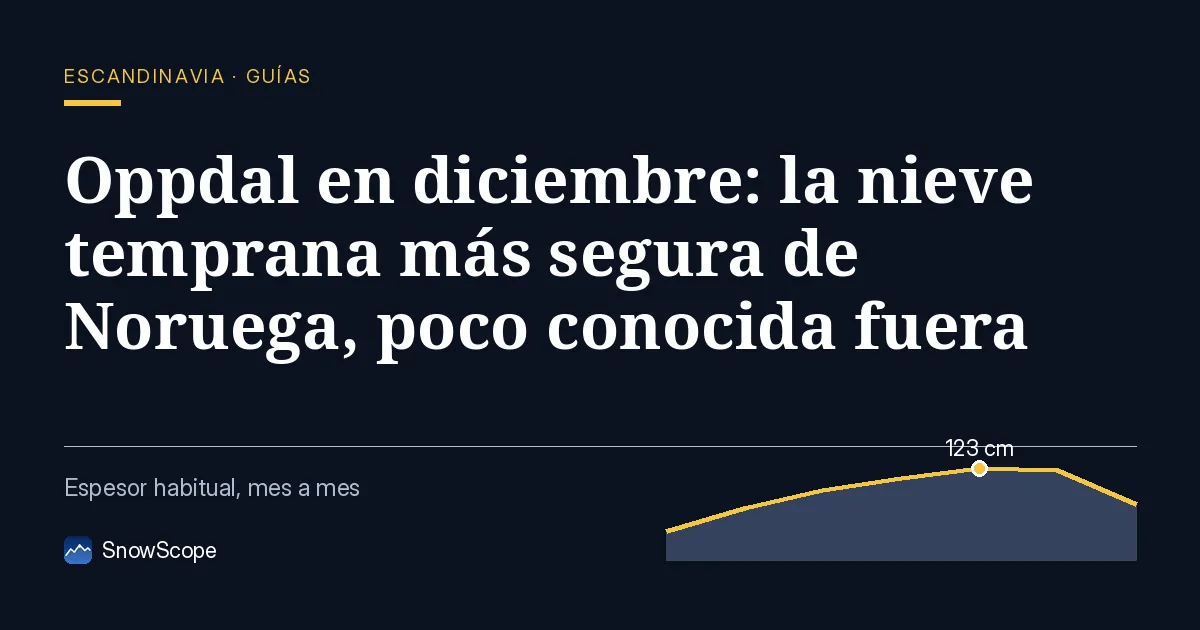 ESCANDINAVIA · GUÍAS
Oppdal en diciembre: la nieve
temprana más segura de
Noruega, poco conocida fuera
123 cm
Espesor habitual, mes a mes
SnowScope